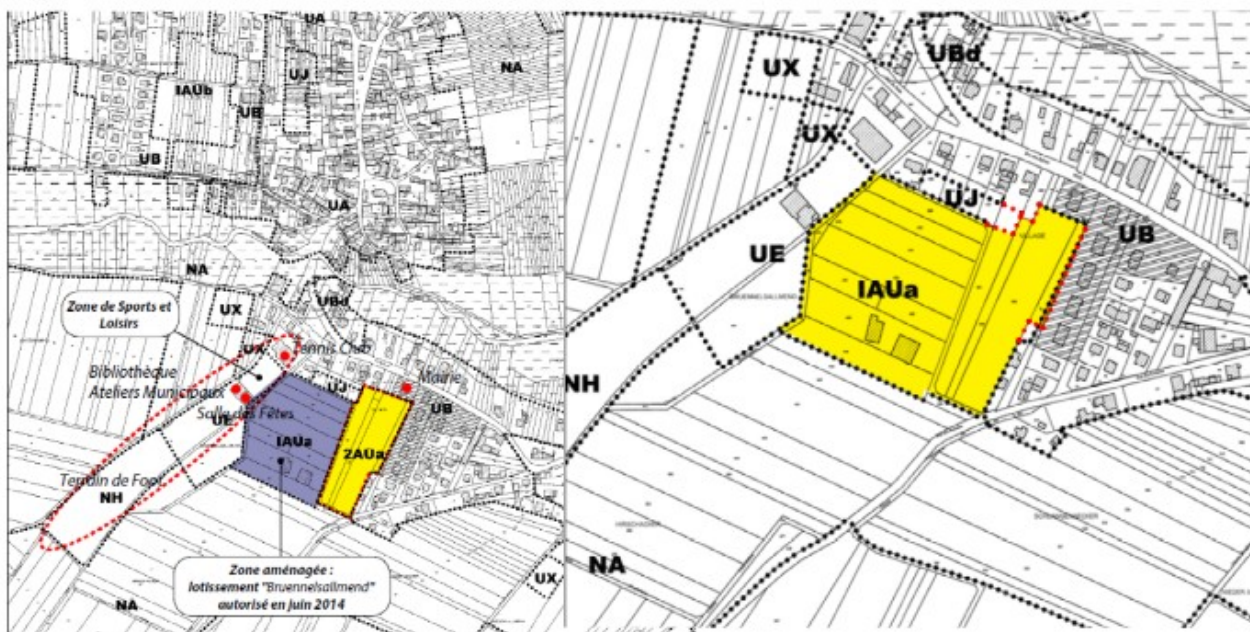 UA
UJ
NA
IAUb
UB
UB
UA
NA
UBd
Zone de Sports et
Loisirs
UX
UX
Tennis Club
Bibliothèque
Ateliers Municipaux
Mairie
UJ
Salle des Fêtes
UB
UE
IAUa
2AUa
Terrain de Foot
NH
Zone aménagée :
lotissement "Bruennelsallmend"
autorisé en juin 2014
UX
NA
UBd
UX
UX
UJ
VILLAGE
UB
UE
IAUa
NH
NA